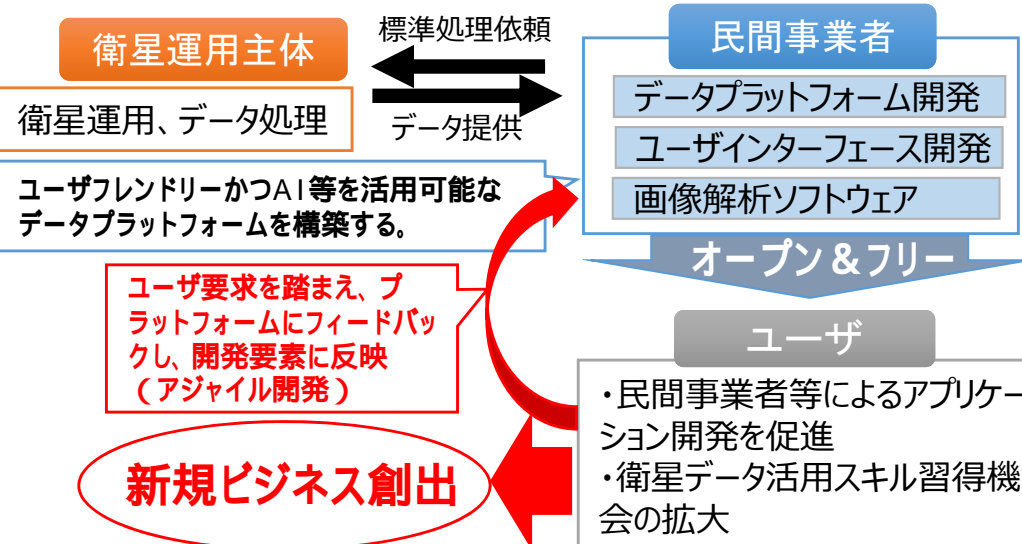 衛星運用主体
衛星運用、データ処理
標準処理依頼
データ提供
民間事業者
データプラットフォーム開発
ユーザインターフェース開発
画像解析ソフトウェア
ユーザフレンドリーかつAI等を活用可能な
データプラットフォームを構築する。
オープン&フリー
ユーザ要求を踏まえ、プ
ラットフォームにフィードバッ
クし、開発要素に反映
(アジャイル開発)
ユーザ
・民間事業者等によるアプリケー
ション開発を促進
・衛星データ活用スキル習得機
会の拡大
新規ビジネス創出